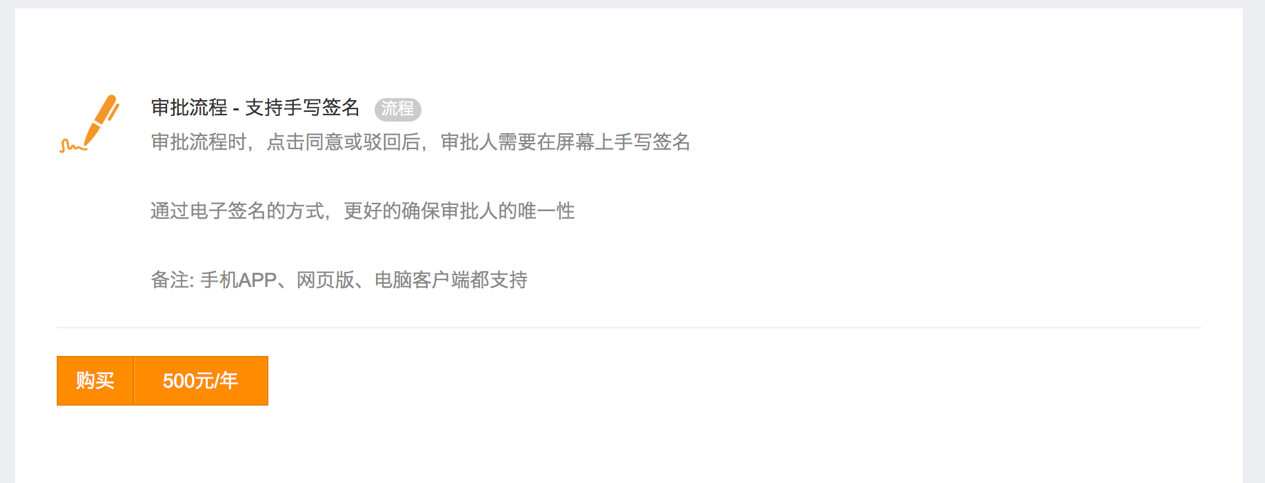 审批流程 - 支持手写签名 流程
审批流程时，点击同意或驳回后，审批人需要在屏幕上手写签名
通过电子签名的方式，更好的确保审批人的唯一性
备注: 手机APP、网页版、电脑客户端都支持
购买 500元/年